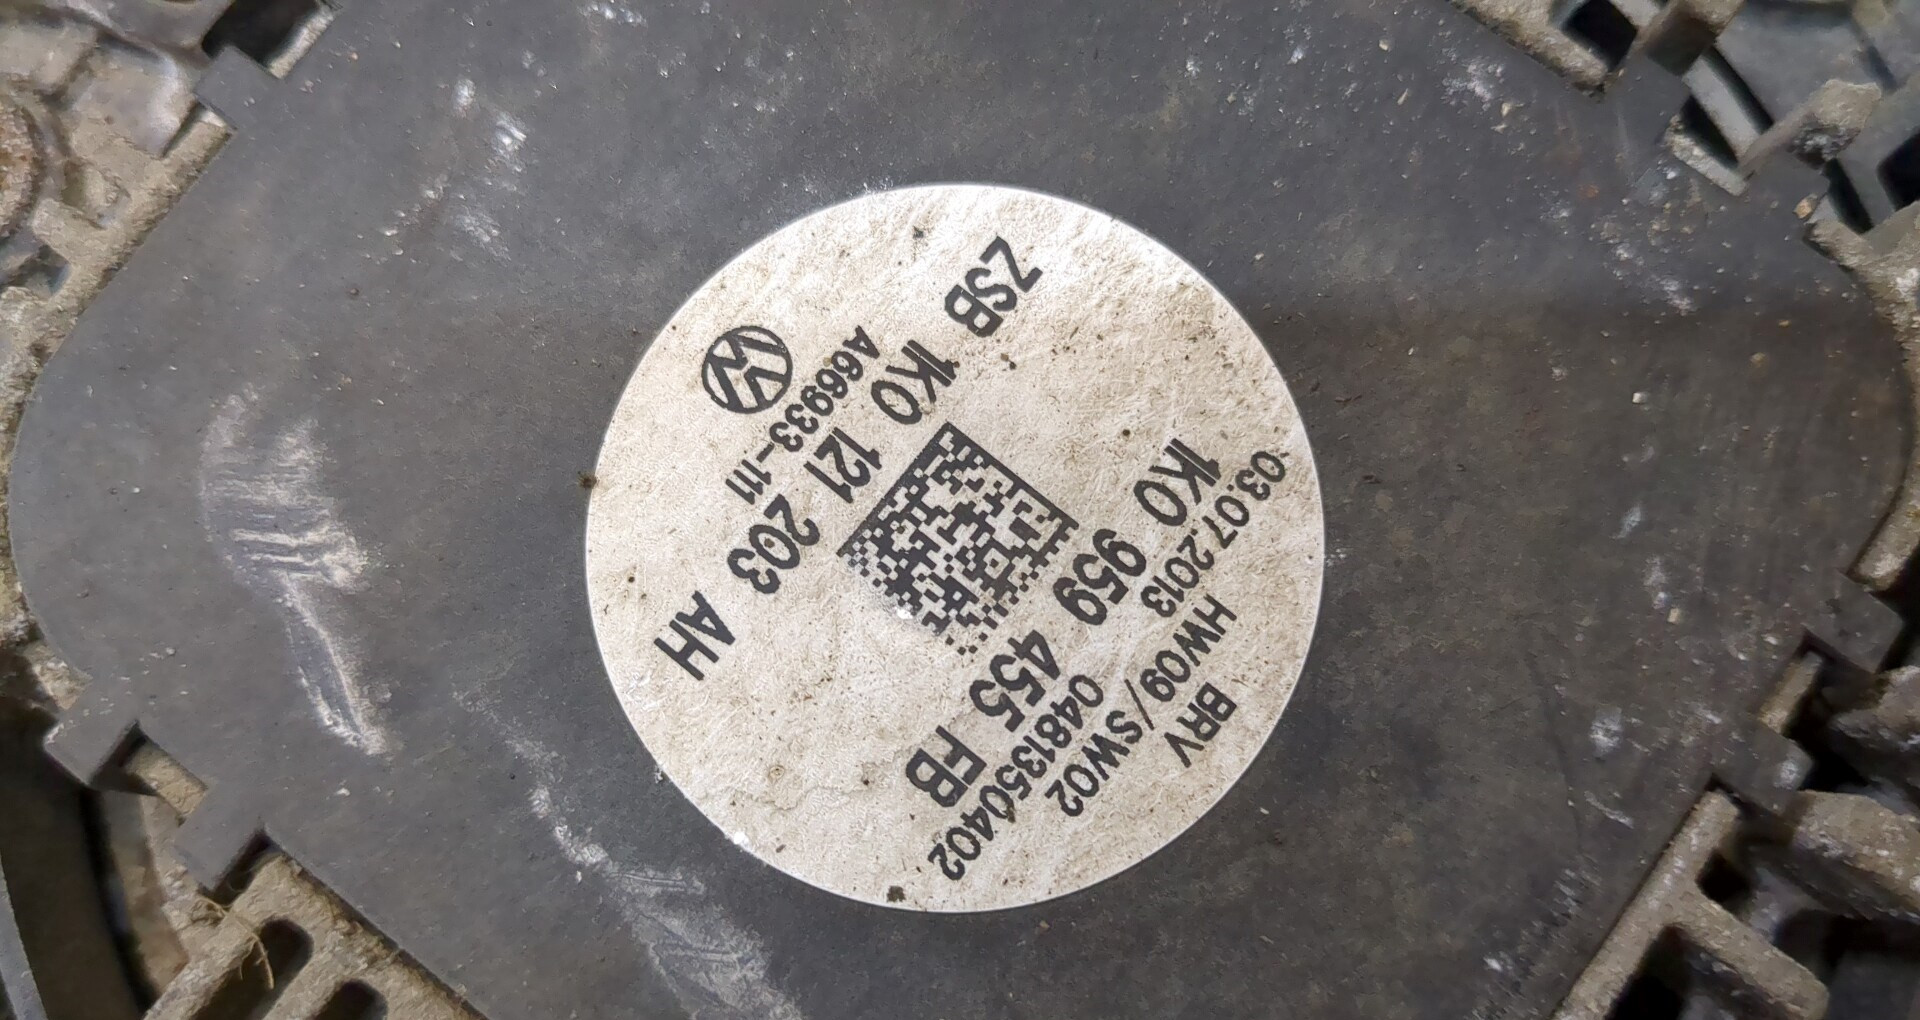 BRV
03.07.2013 HW09/SW02
0481350402
1K0 959 455 FB
ZSB 1K0 121 203 AH
A66933-111